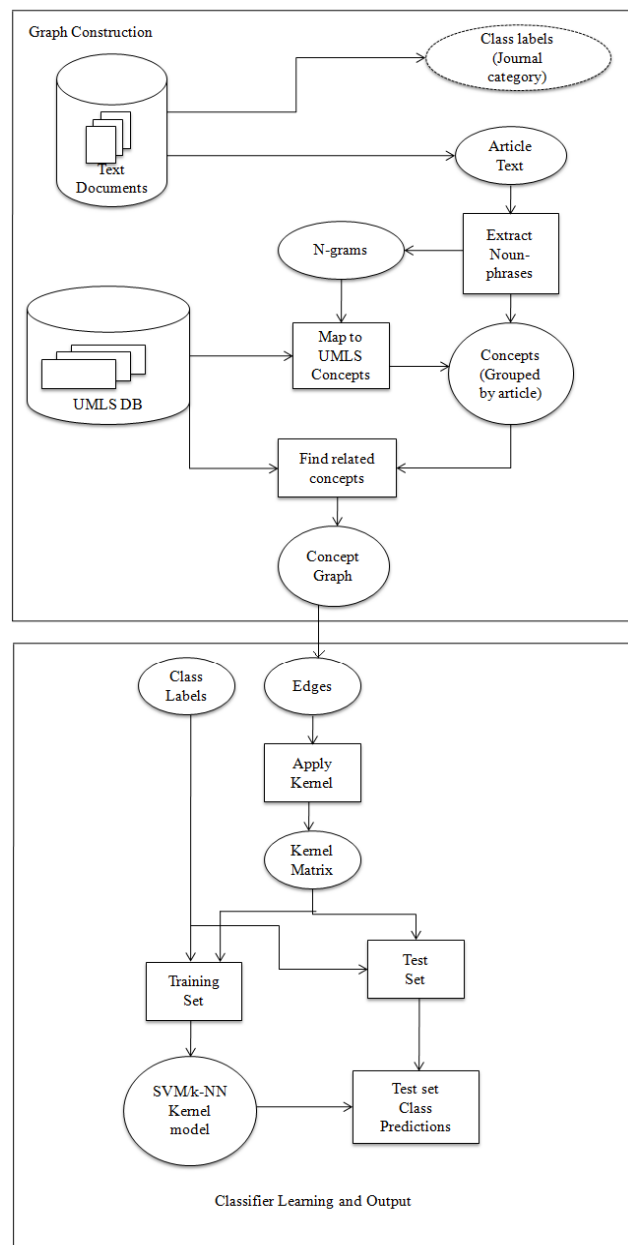 Graph Construction
Class labels
(Journal
category)
Text
Documents
Article
Text
N-grams
Extract
Noun-
phrases
Map to
UMLS
Concepts
Concepts
(Grouped
by article)
UMLS DB
Find related
concepts
Concept
Graph
Class
Labels
Edges
Apply
Kernel
Kernel
Matrix
Training
Set
Test
Set
SVM/k-NN
Kernel
model
Test set
Class
Predictions
Classifier Learning and Output